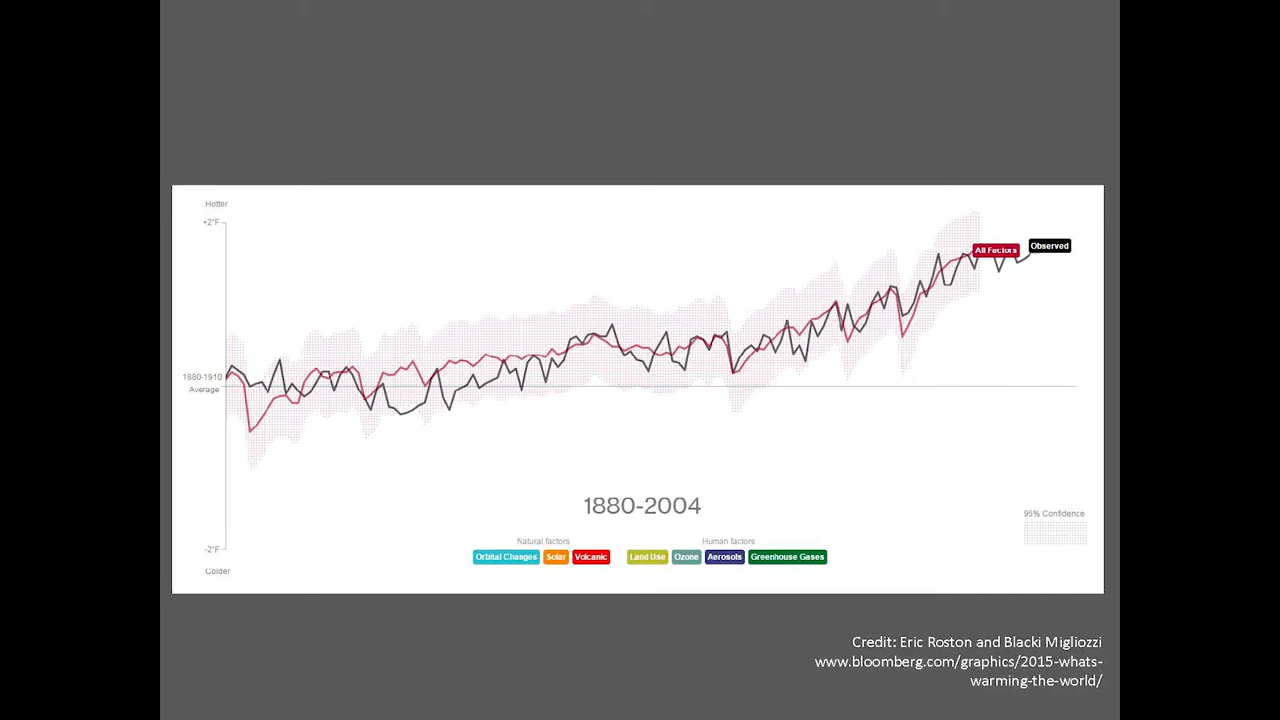 Hotter
+2°F
All Factors
Observed
1880-1910
Average
1880-2004
95% Confidence
Natural factors
Human factors
-2°F
Orbital Changes Solar Volcanic Land Use Ozone Aerosols Greenhouse Gases
Colder
Credit: Eric Roston and Blacki Migliozzi
www.bloomberg.com/graphics/2015-whats-
warming-the-world/